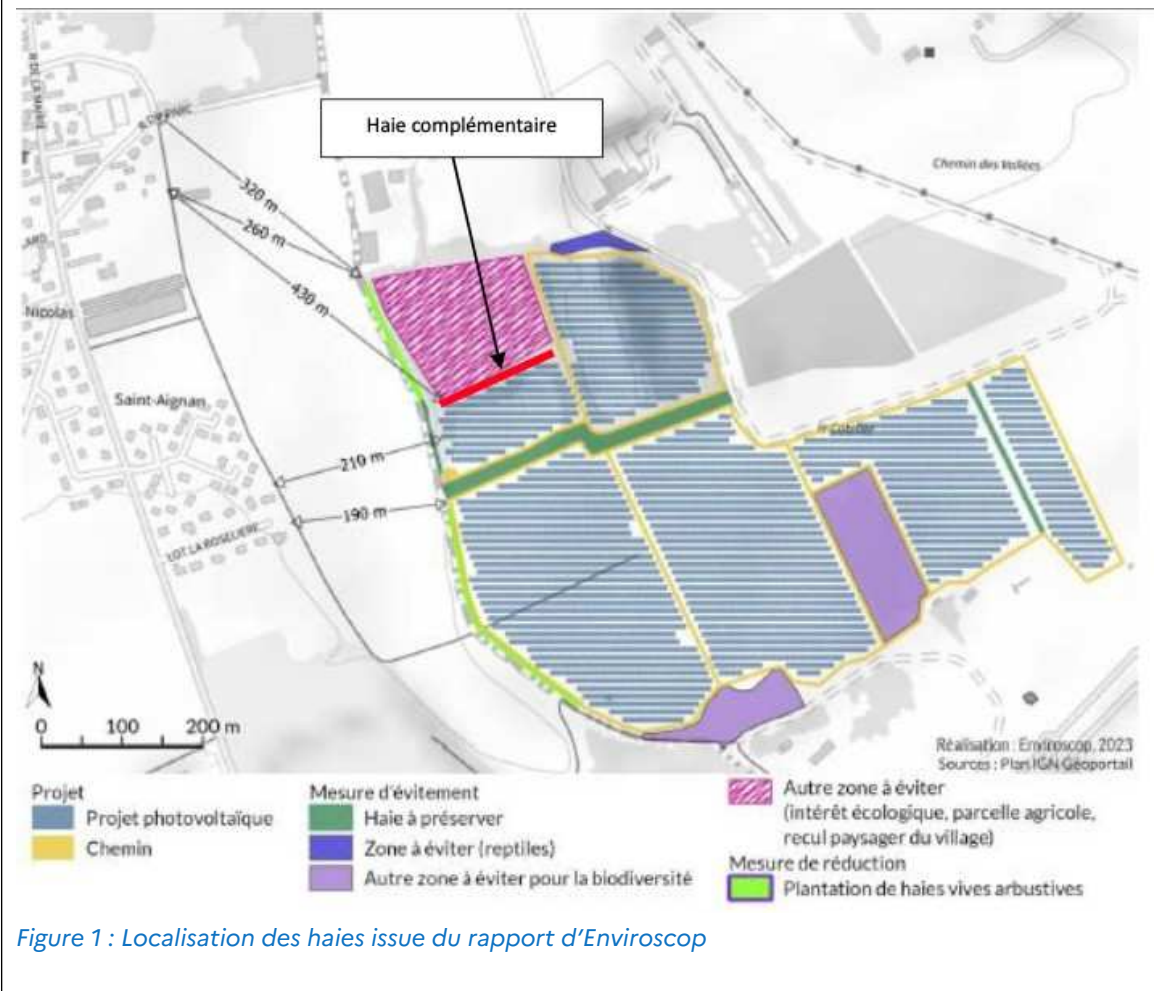 Haie complémentaire
Chemin des Vallées
320 m
260 m
430 m
Nicolas
Saint-Aignan
210 m
190 m
LOT LA ROSELIERE
N
0 100 200 m
Réalisation : Enviroscop, 2023
Sources : Plan IGN Géoportail
Projet
Projet photovoltaïque
Chemin
Mesure d'évitement
Haie à préserver
Zone à éviter (reptiles)
Autre zone à éviter pour la biodiversité
Autre zone à éviter
(intérêt écologique, parcelle agricole,
recul paysager du village)
Mesure de réduction
Plantation de haies vives arbustives
Figure 1 : Localisation des haies issue du rapport d'Enviroscop